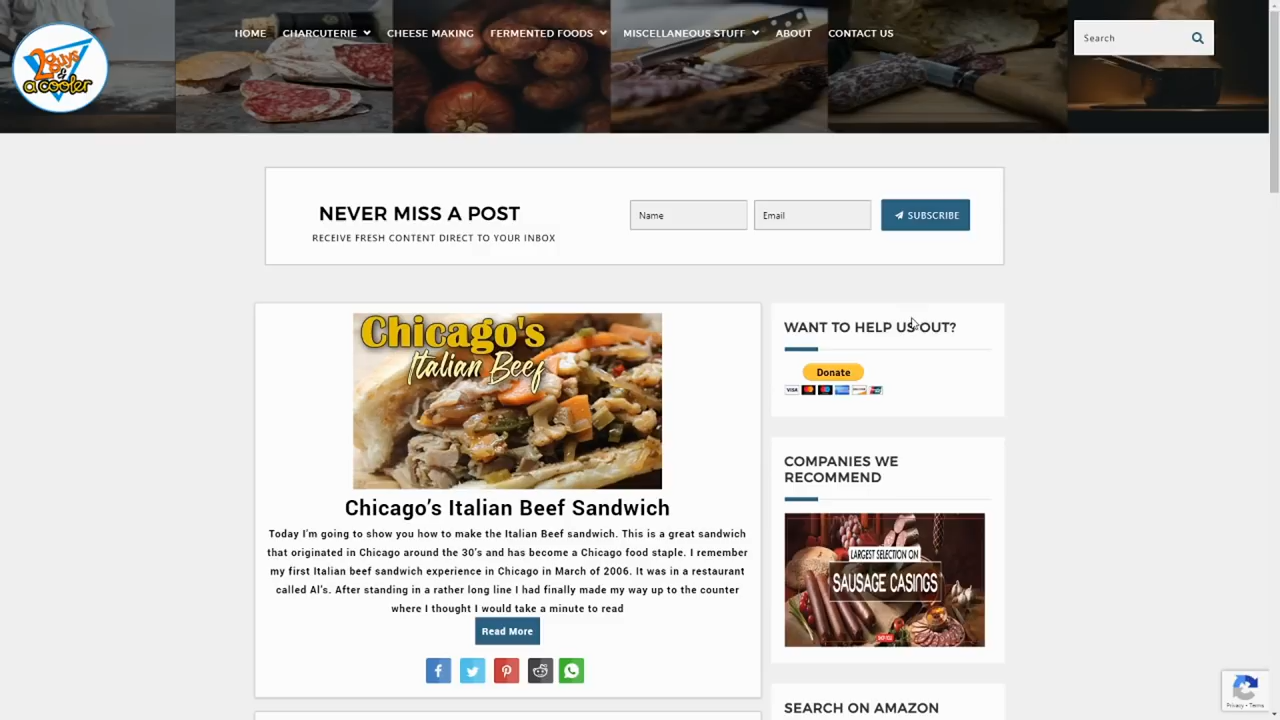 2 guys
&
a cooler
HOME
CHARCUTERIE
CHEESE MAKING
FERMENTED FOODS
MISCELLANEOUS STUFF
ABOUT
CONTACT US
Search
NEVER MISS A POST
RECEIVE FRESH CONTENT DIRECT TO YOUR INBOX
Name
Email
SUBSCRIBE
Chicago's
Italian Beef
Chicago’s Italian Beef Sandwich
Today I’m going to show you how to make the Italian Beef sandwich. This is a great sandwich
that originated in Chicago around the 30’s and has become a Chicago food staple. I remember
my first Italian beef sandwich experience in Chicago in March of 2006. It was in a restaurant
called Al’s. After standing in a rather long line I had finally made my way up to the counter
where I thought I would take a minute to read
Read More
WANT TO HELP US OUT?
Donate
VISA
COMPANIES WE
RECOMMEND
LARGEST SELECTION ON
SAUSAGE CASINGS
SEARCH ON AMAZON
Privacy - Terms